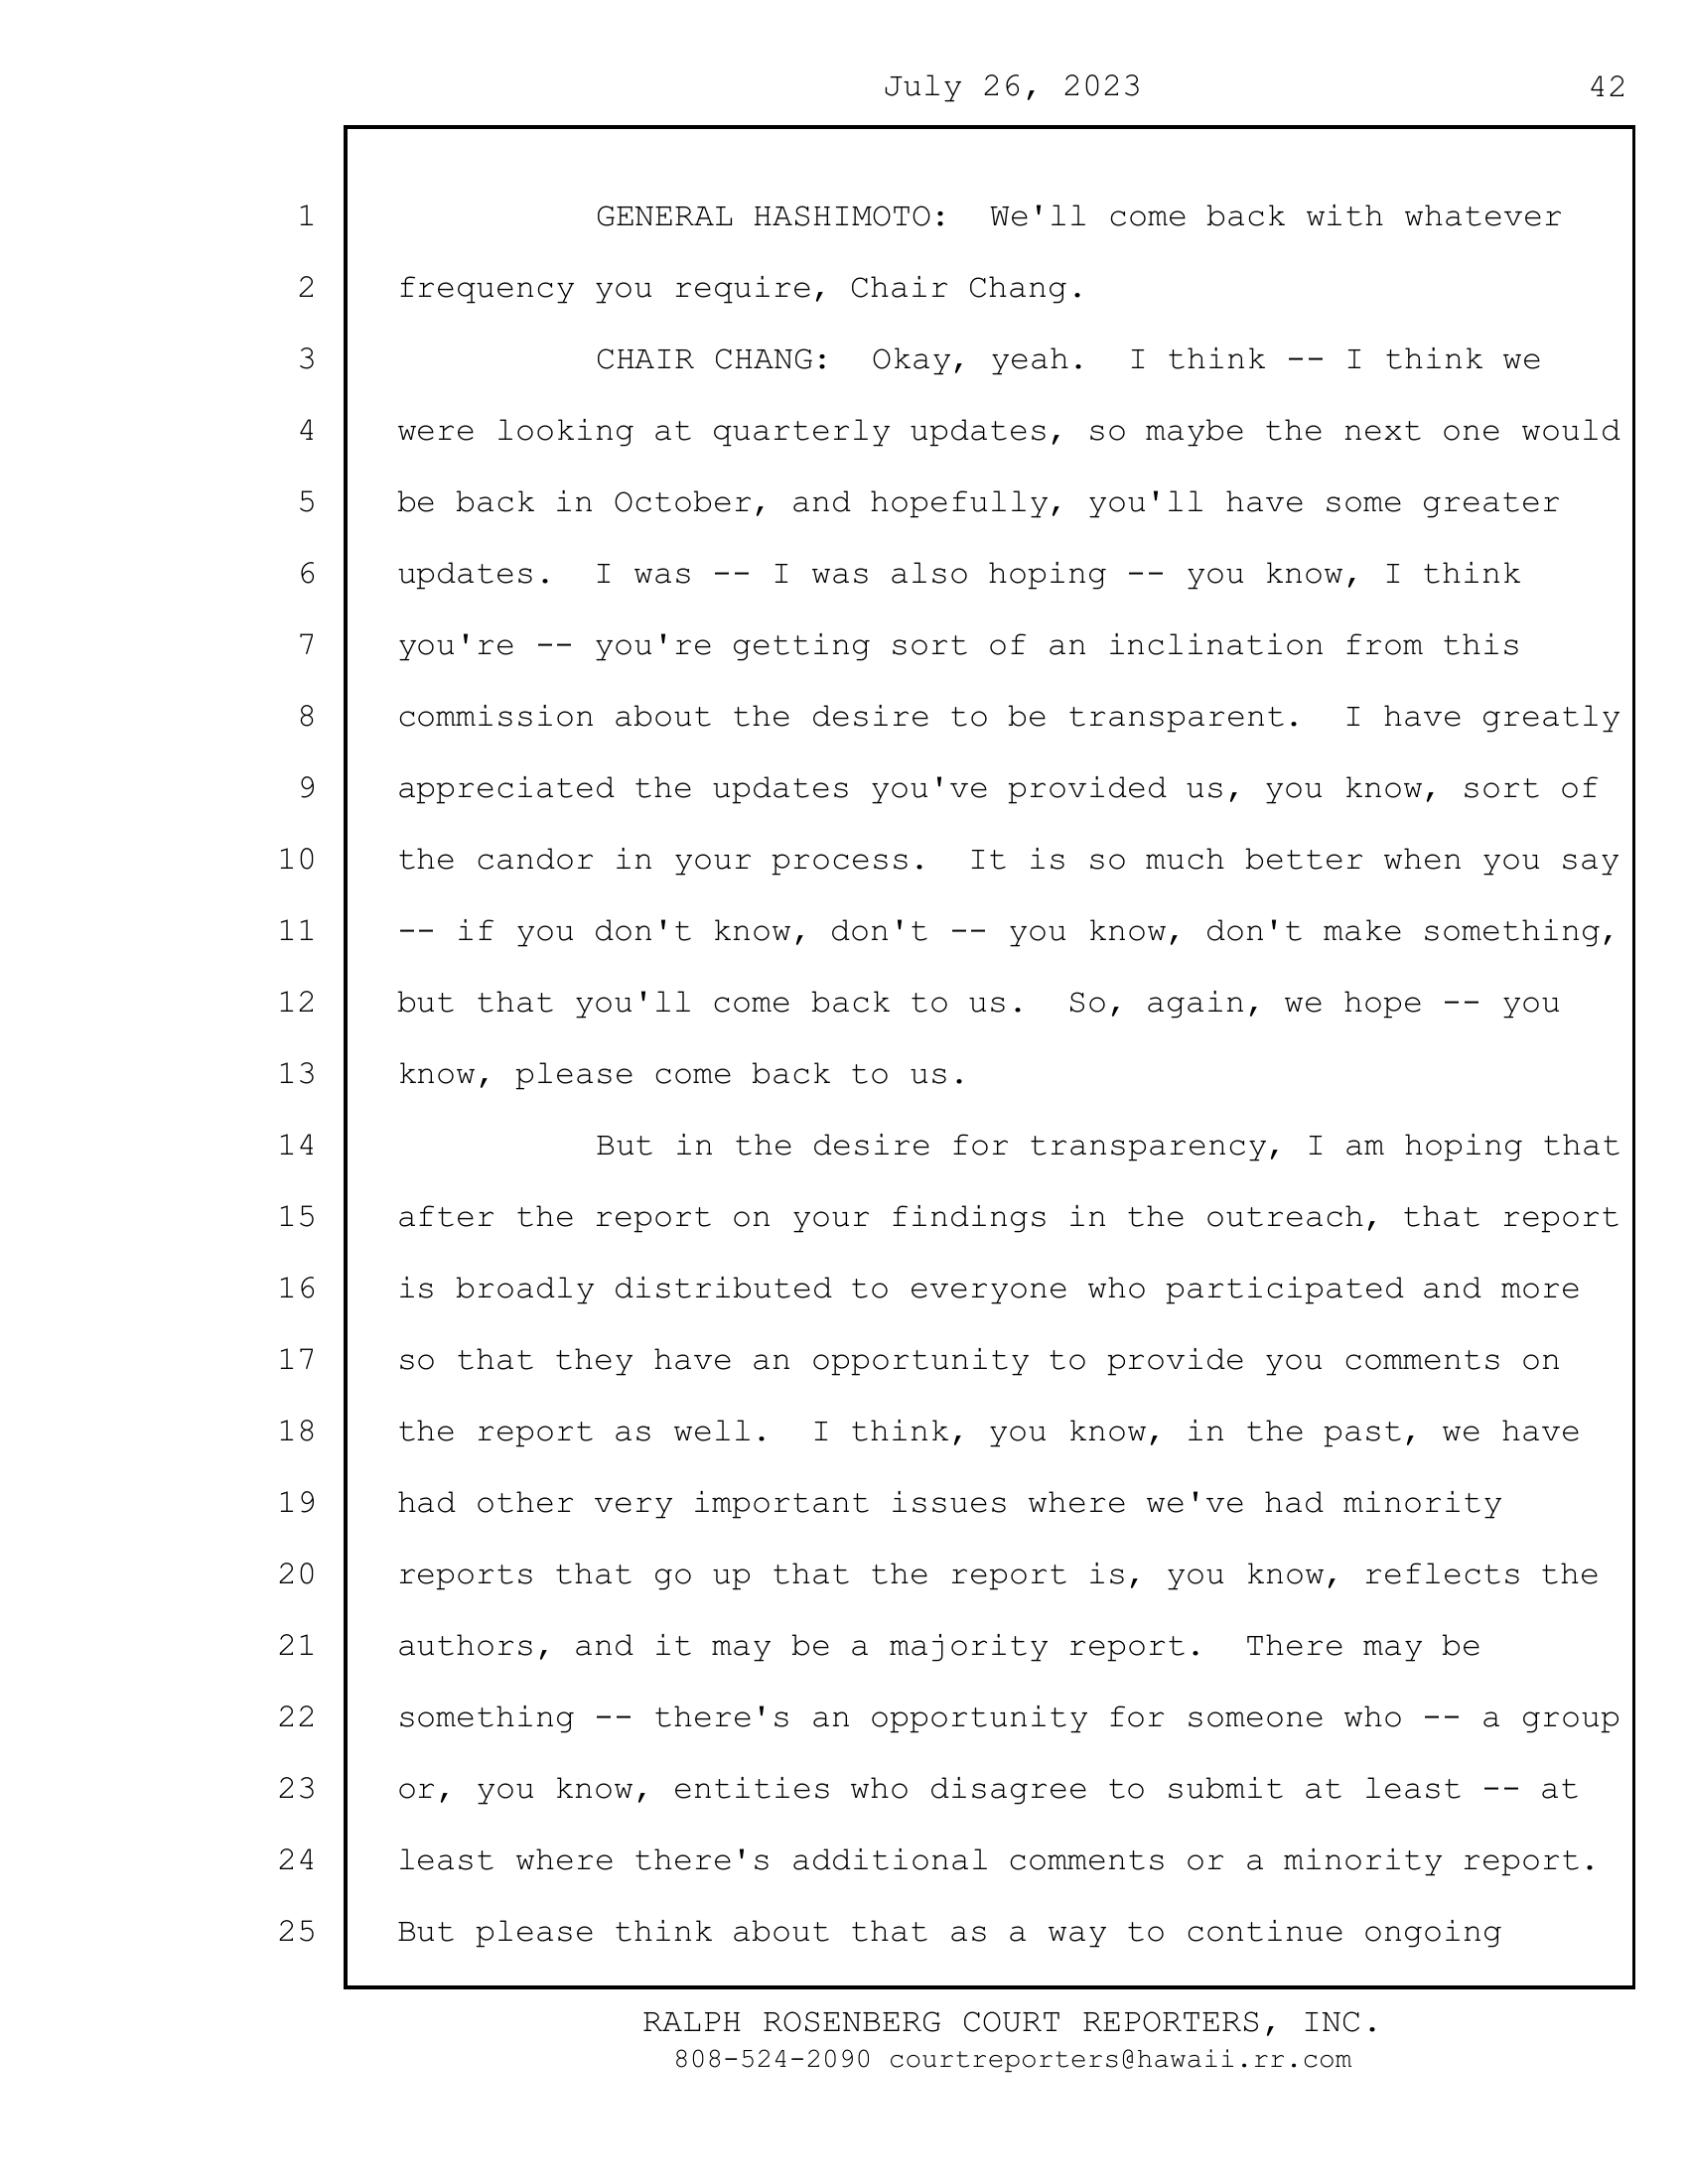 July 26, 2023 42
1 GENERAL HASHIMOTO:  We'll come back with whatever
2 frequency you require, Chair Chang.
3 CHAIR CHANG:  Okay, yeah.  I think -- I think we
4 were looking at quarterly updates, so maybe the next one would
5 be back in October, and hopefully, you'll have some greater
6 updates.  I was -- I was also hoping -- you know, I think
7 you're -- you're getting sort of an inclination from this
8 commission about the desire to be transparent.  I have greatly
9 appreciated the updates you've provided us, you know, sort of
10 the candor in your process.  It is so much better when you say
11 -- if you don't know, don't -- you know, don't make something,
12 but that you'll come back to us.  So, again, we hope -- you
13 know, please come back to us.
14 But in the desire for transparency, I am hoping that
15 after the report on your findings in the outreach, that report
16 is broadly distributed to everyone who participated and more
17 so that they have an opportunity to provide you comments on
18 the report as well.  I think, you know, in the past, we have
19 had other very important issues where we've had minority
20 reports that go up that the report is, you know, reflects the
21 authors, and it may be a majority report.  There may be
22 something -- there's an opportunity for someone who -- a group
23 or, you know, entities who disagree to submit at least -- at
24 least where there's additional comments or a minority report.
25 But please think about that as a way to continue ongoing
RALPH ROSENBERG COURT REPORTERS, INC.
808-524-2090 courtreporters@hawaii.rr.com